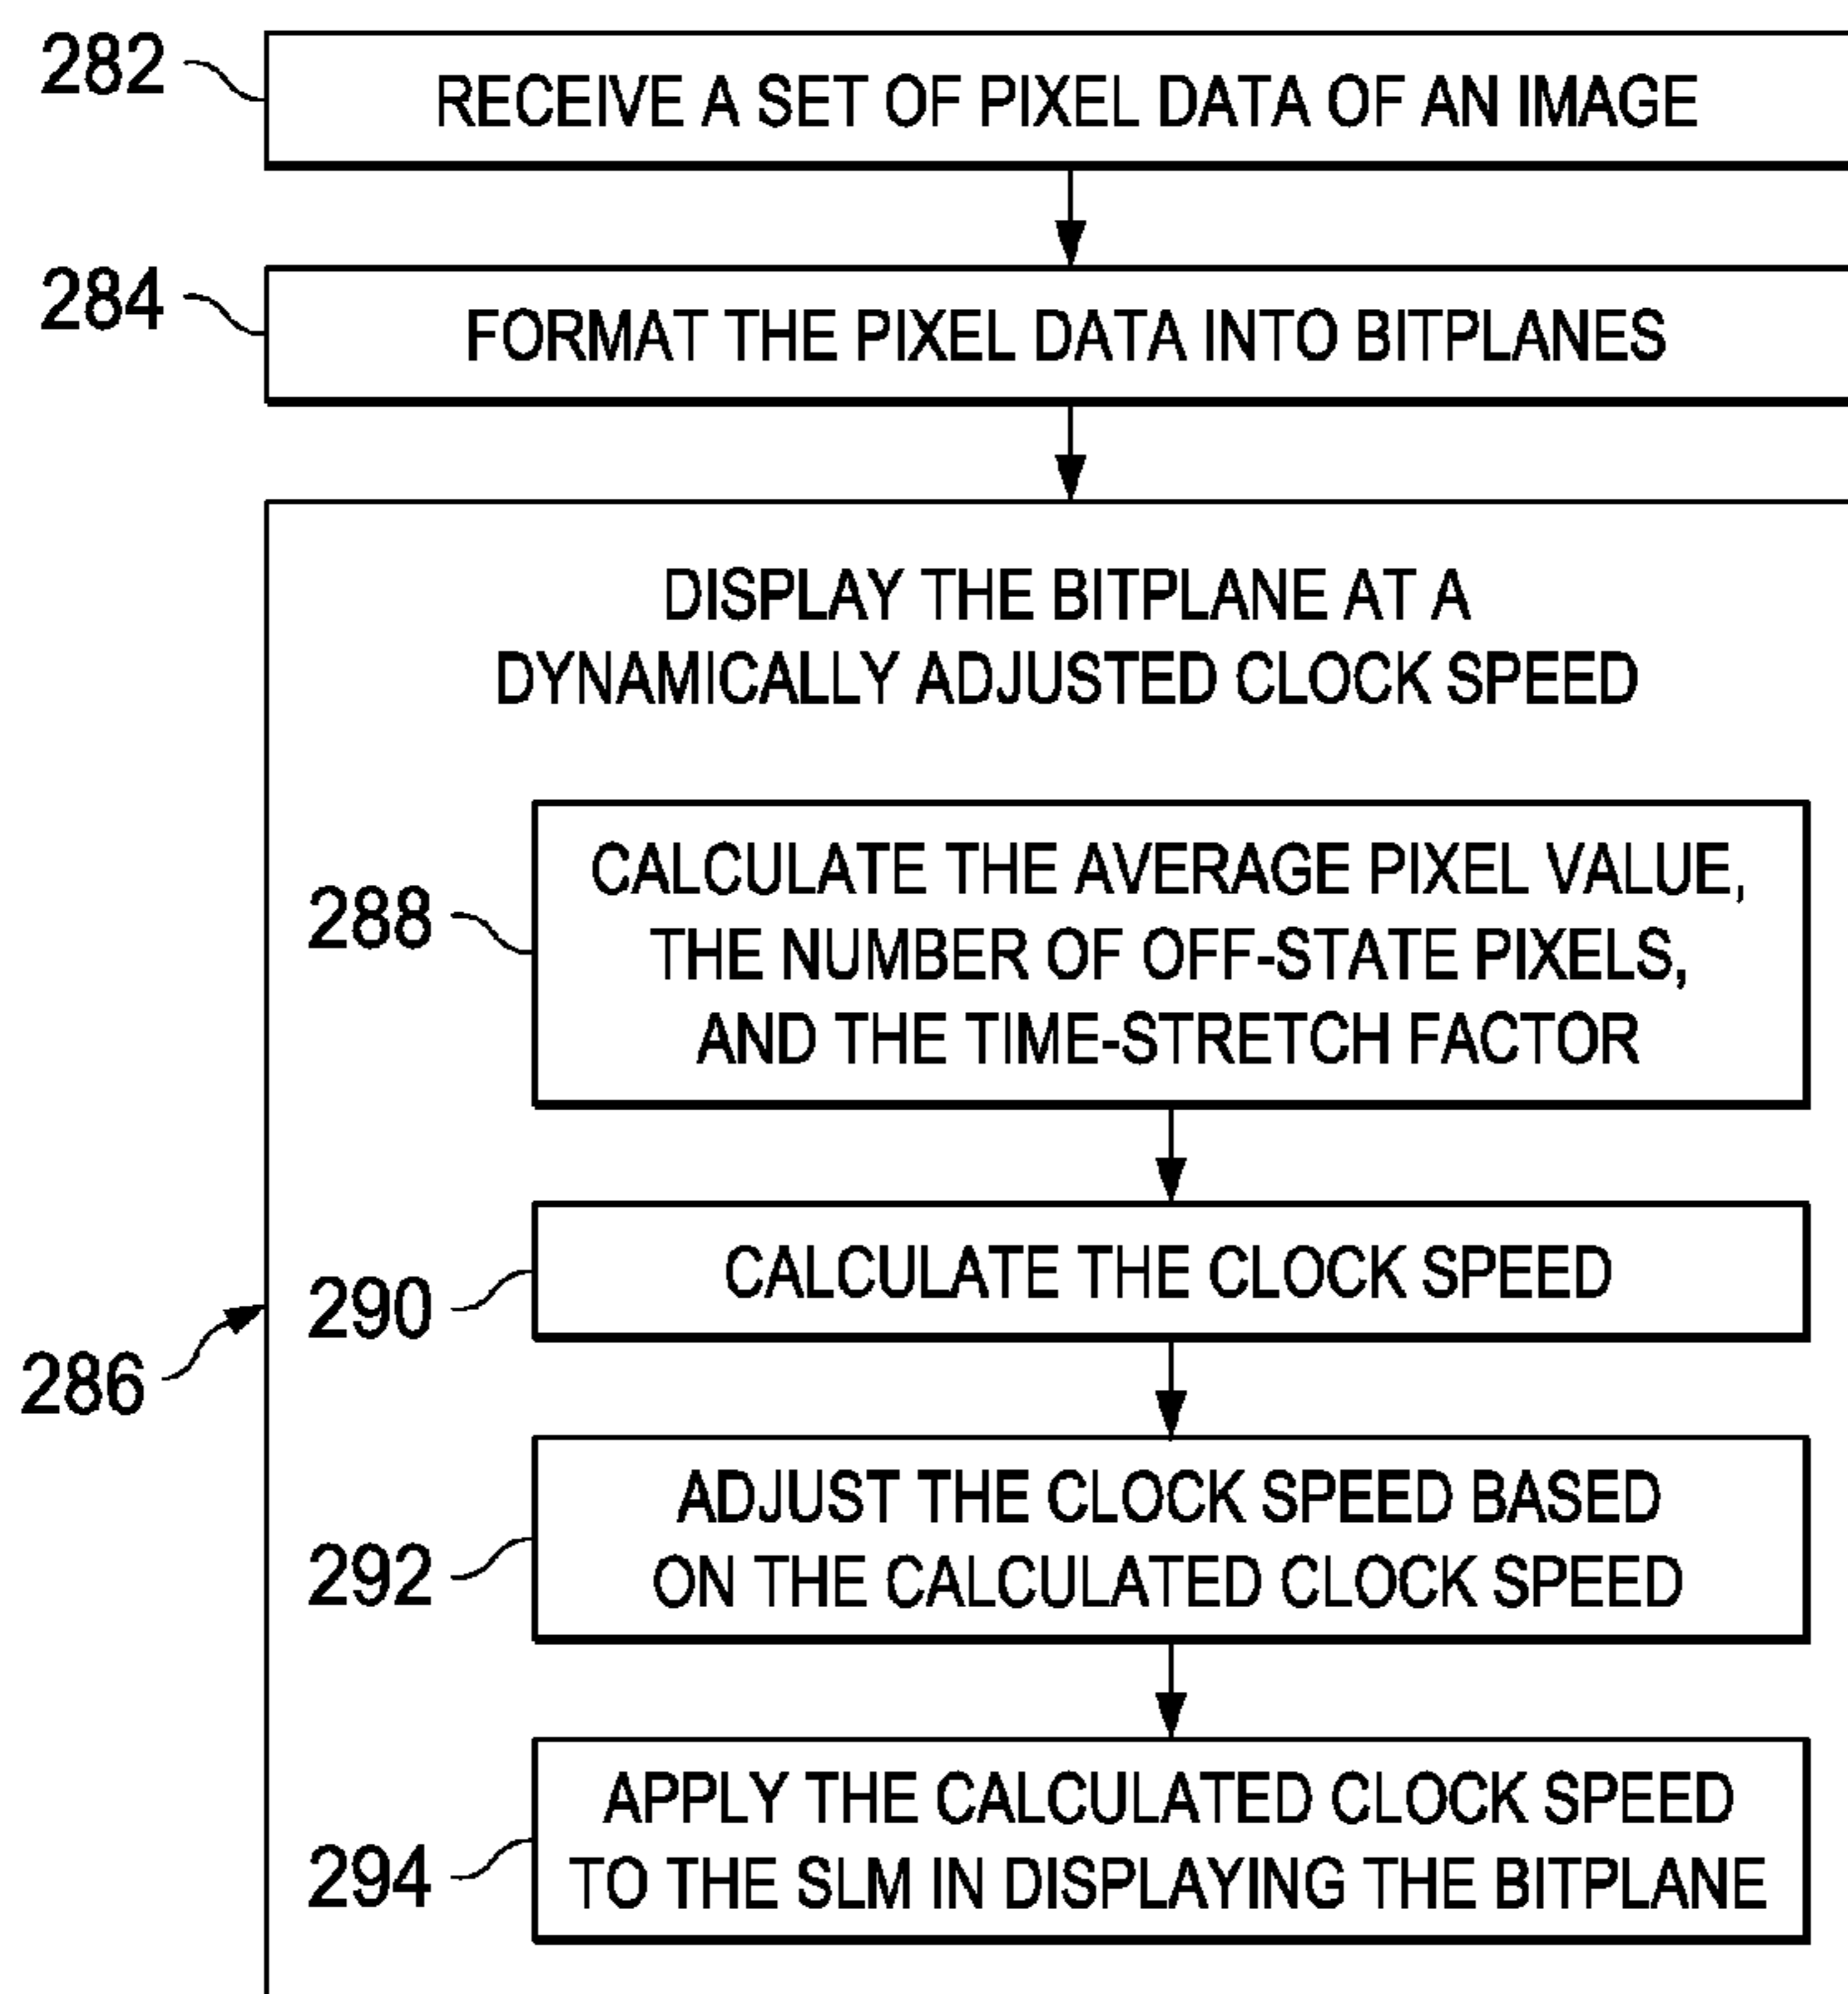 282
RECEIVE A SET OF PIXEL DATA OF AN IMAGE
284
FORMAT THE PIXEL DATA INTO BITPLANES
DISPLAY THE BITPLANE AT A
DYNAMICALLY ADJUSTED CLOCK SPEED
288
CALCULATE THE AVERAGE PIXEL VALUE,
THE NUMBER OF OFF-STATE PIXELS,
AND THE TIME-STRETCH FACTOR
290
CALCULATE THE CLOCK SPEED
286
292
ADJUST THE CLOCK SPEED BASED
ON THE CALCULATED CLOCK SPEED
294
APPLY THE CALCULATED CLOCK SPEED
TO THE SLM IN DISPLAYING THE BITPLANE